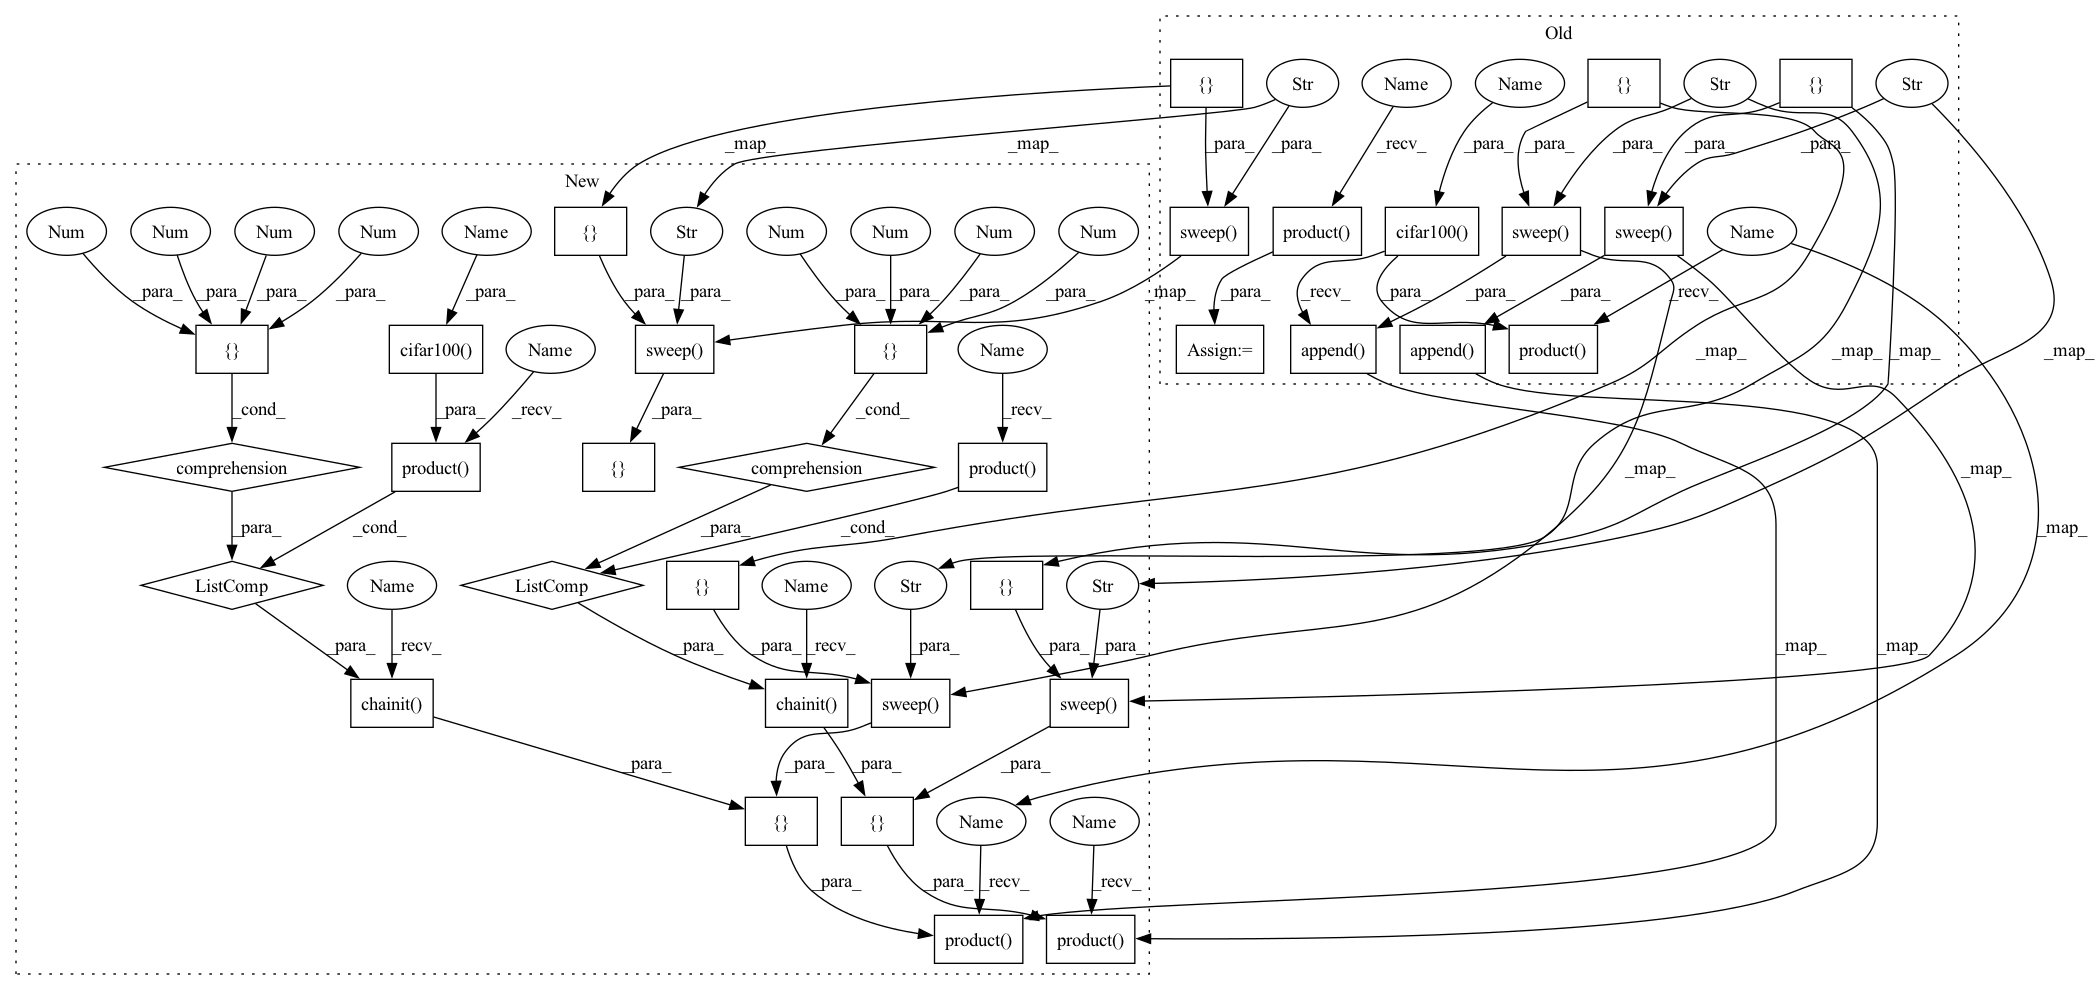 Old
{} Str Name Name {} Str {} Str
_map_ _map_ _para_ _para_ _recv_ _para_ _para_ _para_ _para_ _para_
New
Num Num Num Num Name {} Str Num Num Num Num sweep() product() cifar100() sweep() sweep() Name
_para_ _para_ _para_ _para_ _para_ _para_ _para_ _para_ _para_ _para_ _para_ _map_ _para_ _recv_ _para_ _para_ _para_ _recv_
{} cifar100() Name sweep() {} Name Assign:= append() append() product() _map_ _map_ _map_ _map_
_cond_ _para_ _recv_ _para_ _cond_ _recv_
comprehension product() {} comprehension product() _map_ _map_
_para_ _cond_ _para_ _cond_ _map_
ListComp Name ListComp {} Name Str {} Str
_para_ _recv_ _para_ _para_ _recv_ _para_ _para_ _para_ _map_ _map_
chainit() chainit() sweep() sweep()
_para_ _para_ _para_ _para_
{} {} Name Name
_para_ _para_ _recv_ _recv_
product() product()